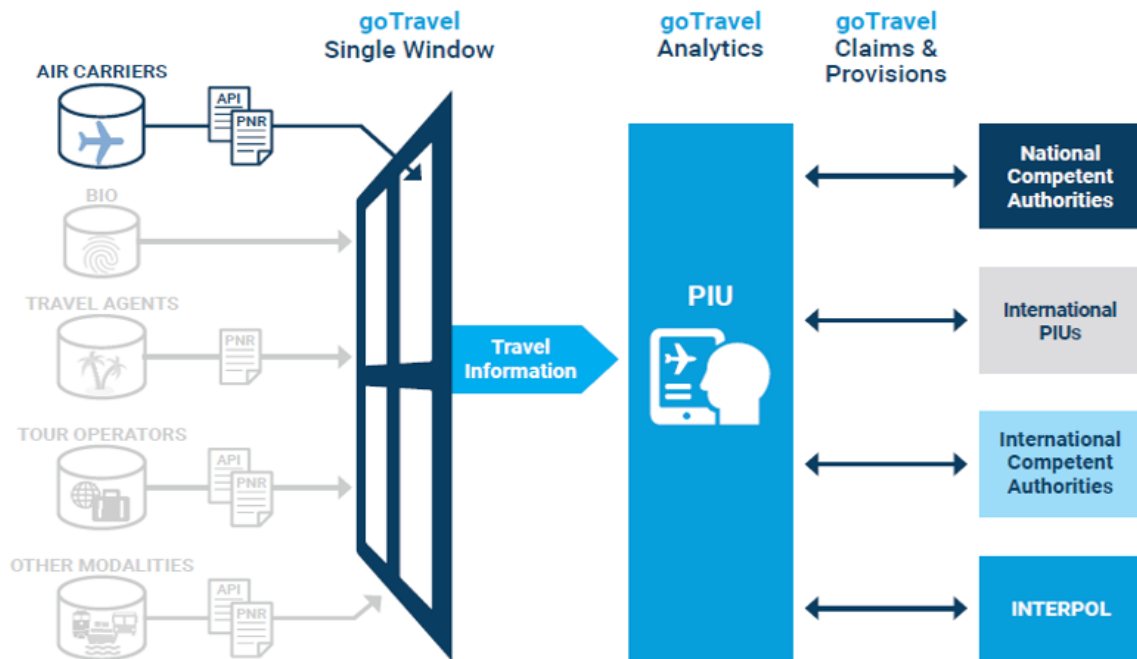 goTravel
Single Window
goTravel
Analytics
goTravel
Claims &
Provisions
AIR CARRIERS
API
PNR
BIO
TRAVEL AGENTS
PNR
TOUR OPERATORS
API
PNR
OTHER MODALITIES
API
PNR
Travel
Information
PIU
National
Competent
Authorities
International
PIUs
International
Competent
Authorities
INTERPOL